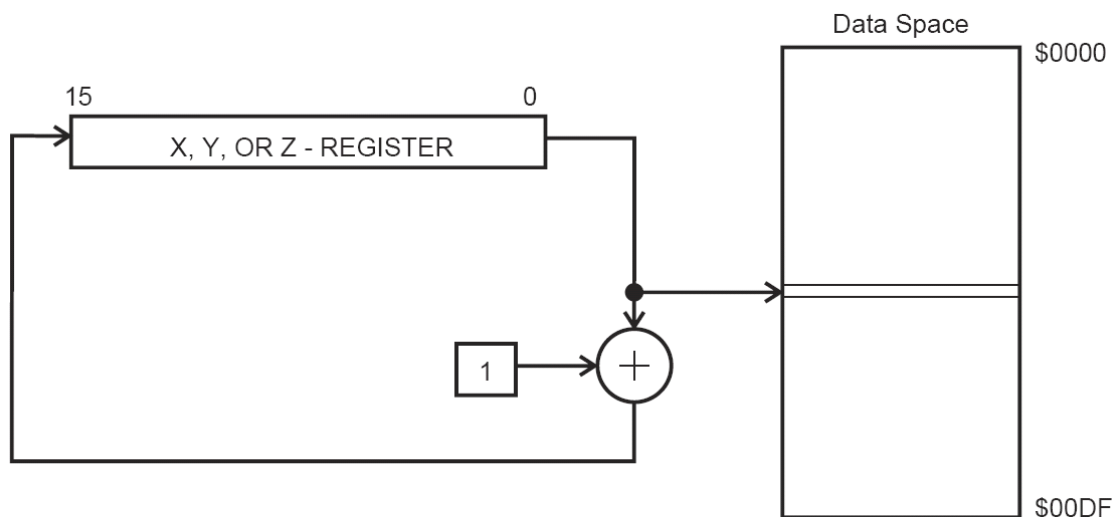 Data Space
$0000
15
0
X, Y, OR Z - REGISTER
1
+
$00DF